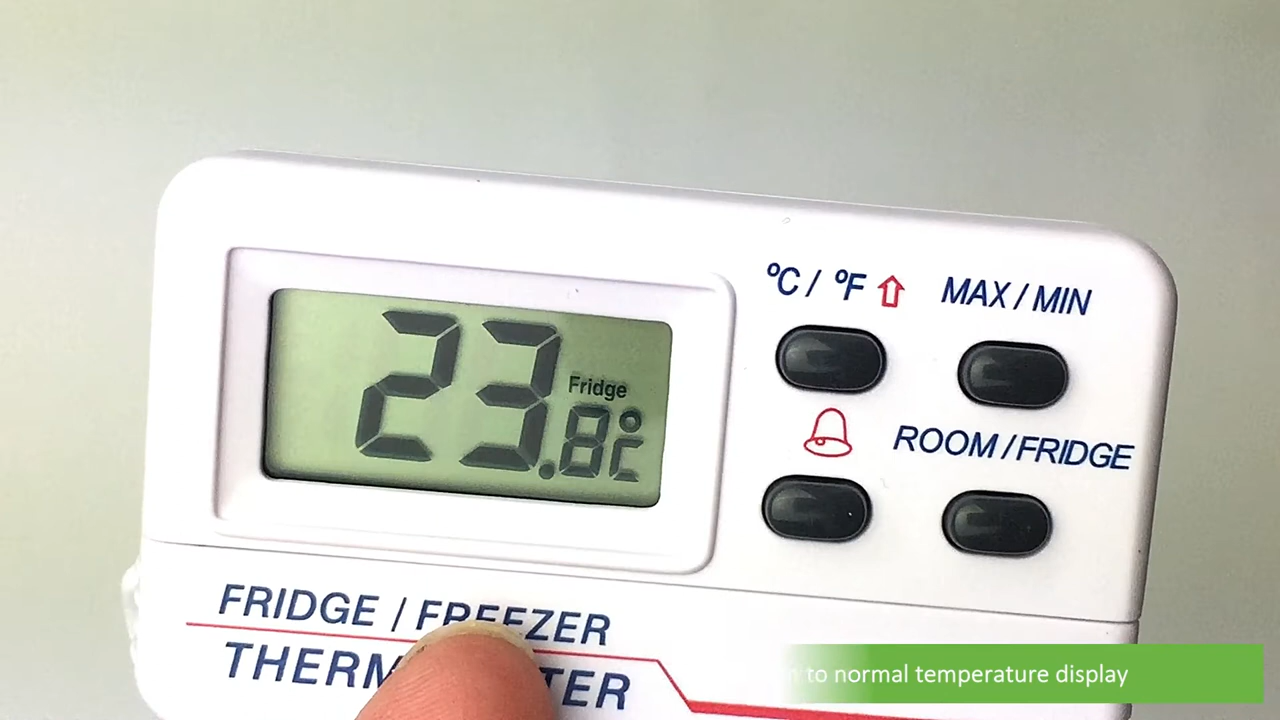 °C / °F ⇧ MAX / MIN
23.8°C
Fridge
ROOM / FRIDGE
FRIDGE / FREEZER
to normal temperature display